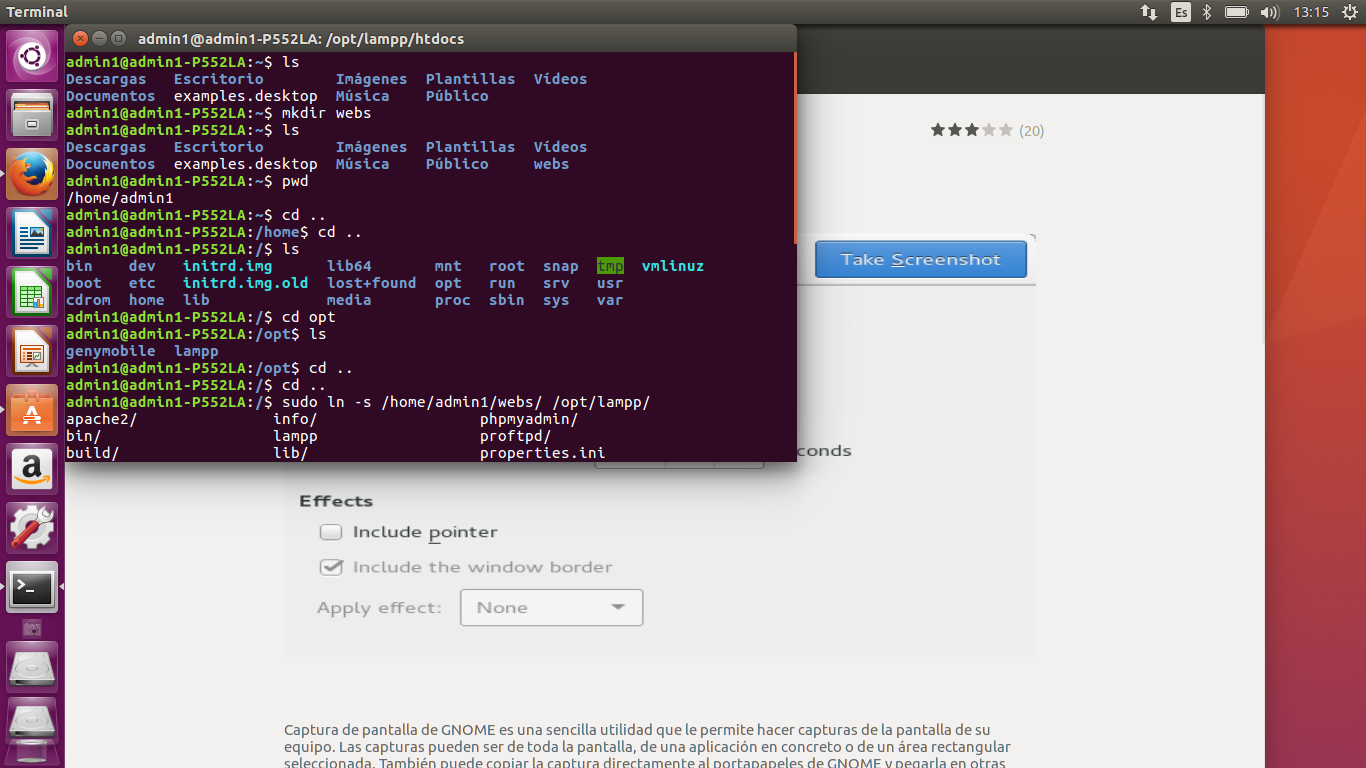 Terminal
Es
13:15
admin1@admin1-P552LA: /opt/lampp/htdocs
admin1@admin1-P552LA:~$ ls
Descargas Escritorio Imágenes Plantillas Vídeos
Documentos examples.desktop Música Público
admin1@admin1-P552LA:~$ mkdir webs
admin1@admin1-P552LA:~$ ls
Descargas Escritorio Imágenes Plantillas Vídeos
Documentos examples.desktop Música Público webs
admin1@admin1-P552LA:~$ pwd
/home/admin1
admin1@admin1-P552LA:~$ cd ..
admin1@admin1-P552LA:/home$ cd ..
admin1@admin1-P552LA:/$ ls
bin dev initrd.img lib64 mnt root snap tmp vmlinuz
boot etc initrd.img.old lost+found opt run srv usr
cdrom home lib media proc sbin sys var
admin1@admin1-P552LA:/$ cd opt
admin1@admin1-P552LA:/opt$ ls
genymobile lampp
admin1@admin1-P552LA:/opt$ cd ..
admin1@admin1-P552LA:/$ cd ..
admin1@admin1-P552LA:/$ sudo ln -s /home/admin1/webs/ /opt/lampp/
apache2/ info/ phpmyadmin/
bin/ lampp proftpd/
build/ lib/ properties.ini
(20)
Take Screenshot
conds
Effects
Include pointer
Include the window border
Apply effect: None
Captura de pantalla de GNOME es una sencilla utilidad que le permite hacer capturas de la pantalla de su
equipo. Las capturas pueden ser de toda la pantalla, de una aplicación en concreto o de un área rectangular
seleccionada. También puede copiar la captura directamente al portapapeles de GNOME y pegarla en otras